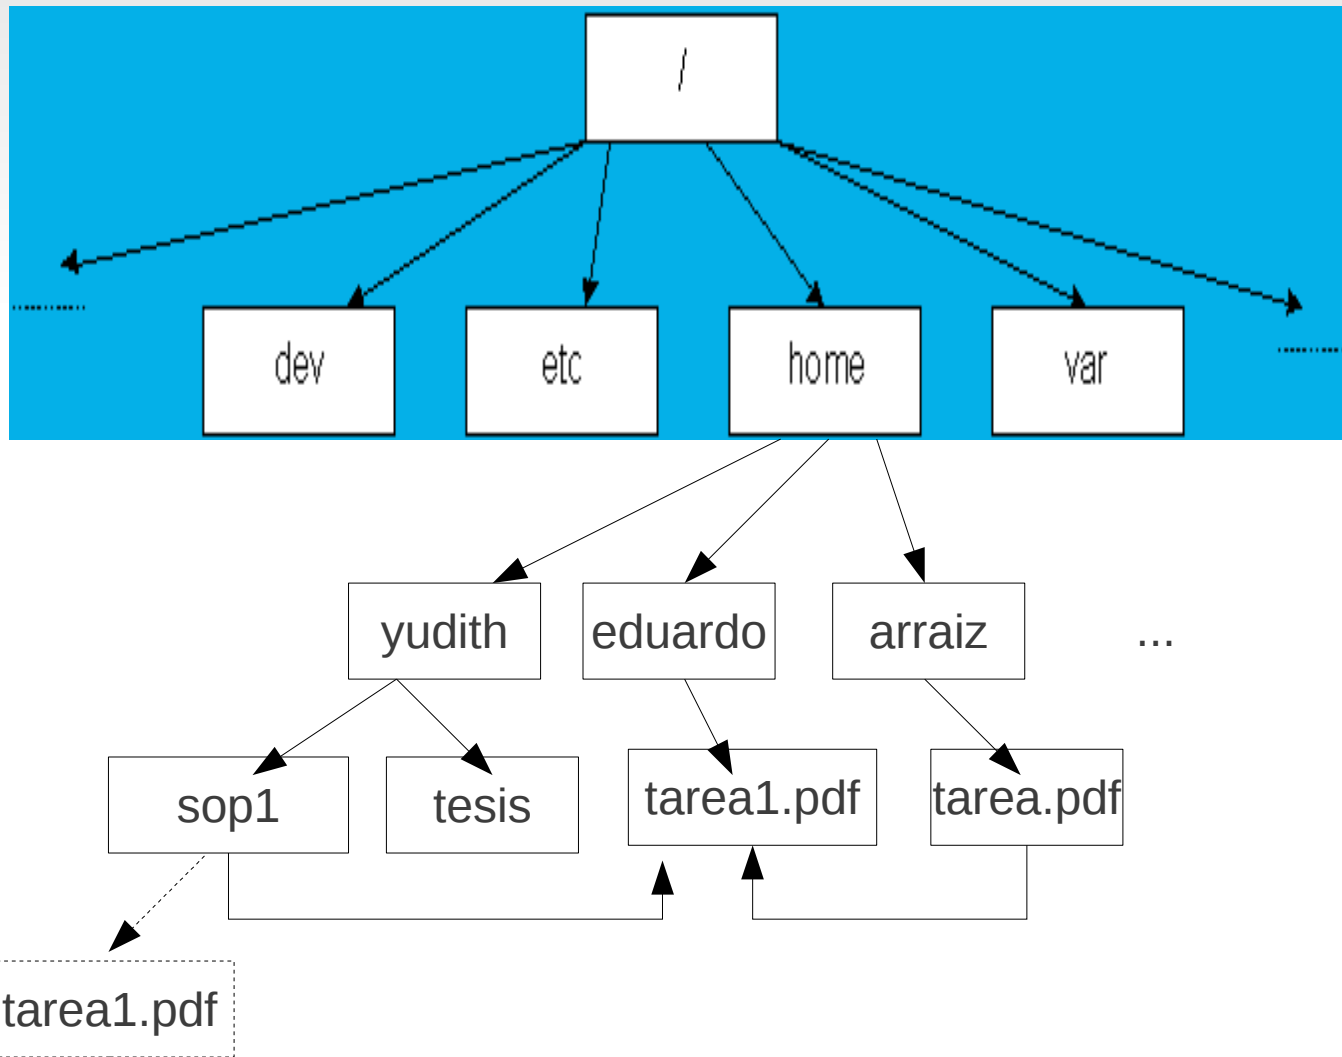 /
dev
etc
home
var
yudith
eduardo
arraiz
...
sop1
tesis
tarea1.pdf
tarea.pdf
tarea1.pdf